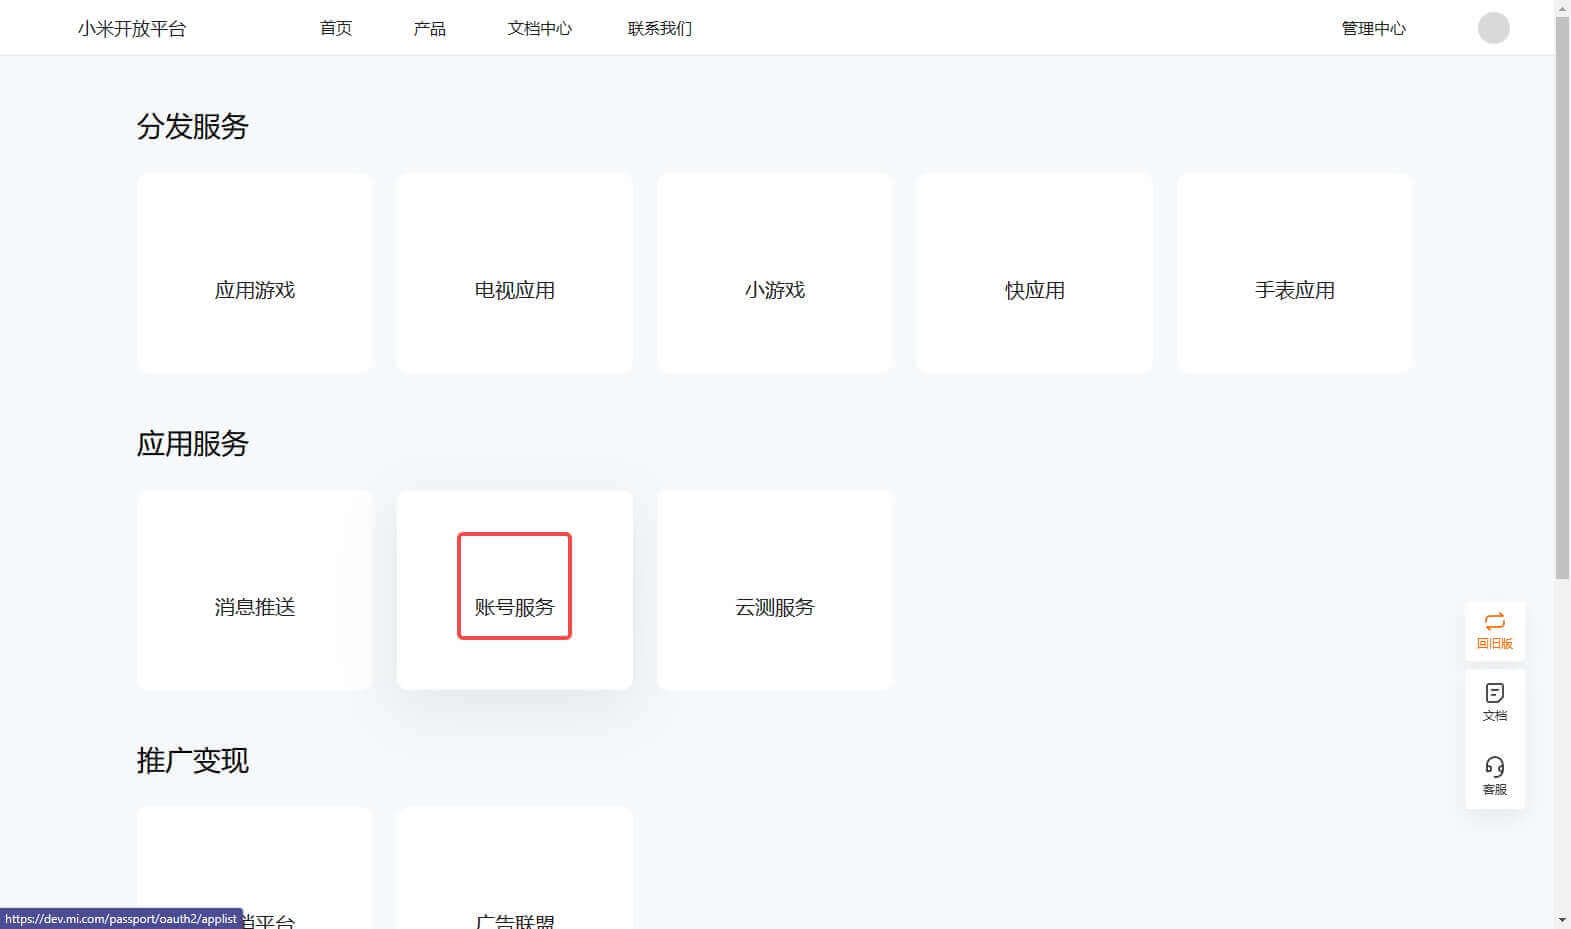 小米开放平台 首页 产品 文档中心 联系我们 管理中心
分发服务
应用游戏 电视应用 小游戏 快应用 手表应用
应用服务
消息推送 账号服务 云测服务
回旧版
文档
客服
推广变现
销平台 广告联盟
https://dev.mi.com/passport/oauth2/applist